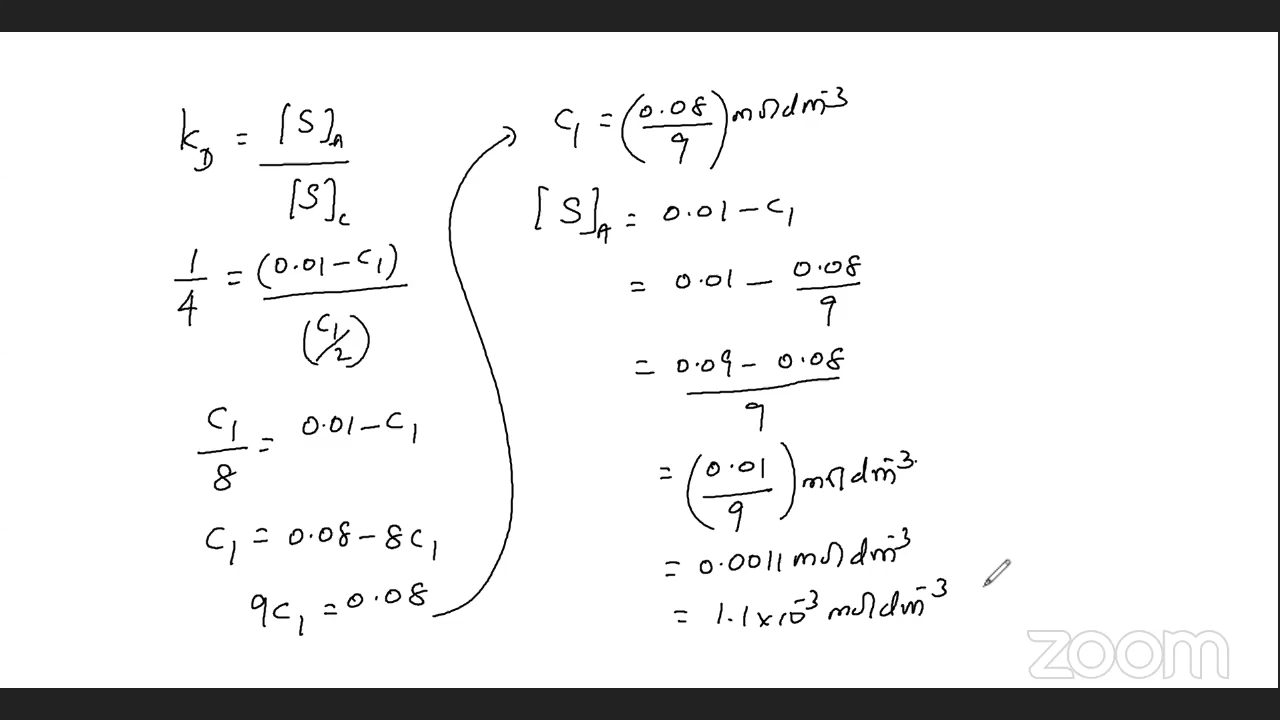 k_D = [S]_A / [S]_C
1/4 = (0.01 - C_1) / (C_1/2)
C_1/8 = 0.01 - C_1
C_1 = 0.08 - 8C_1
9C_1 = 0.08
C_1 = (0.08/9) mol dm^-3
[S]_A = 0.01 - C_1
= 0.01 - 0.08/9
= (0.09 - 0.08)/9
= (0.01/9) mol dm^-3.
= 0.0011 mol dm^-3
= 1.1 × 10^-3 mol dm^-3
zoom